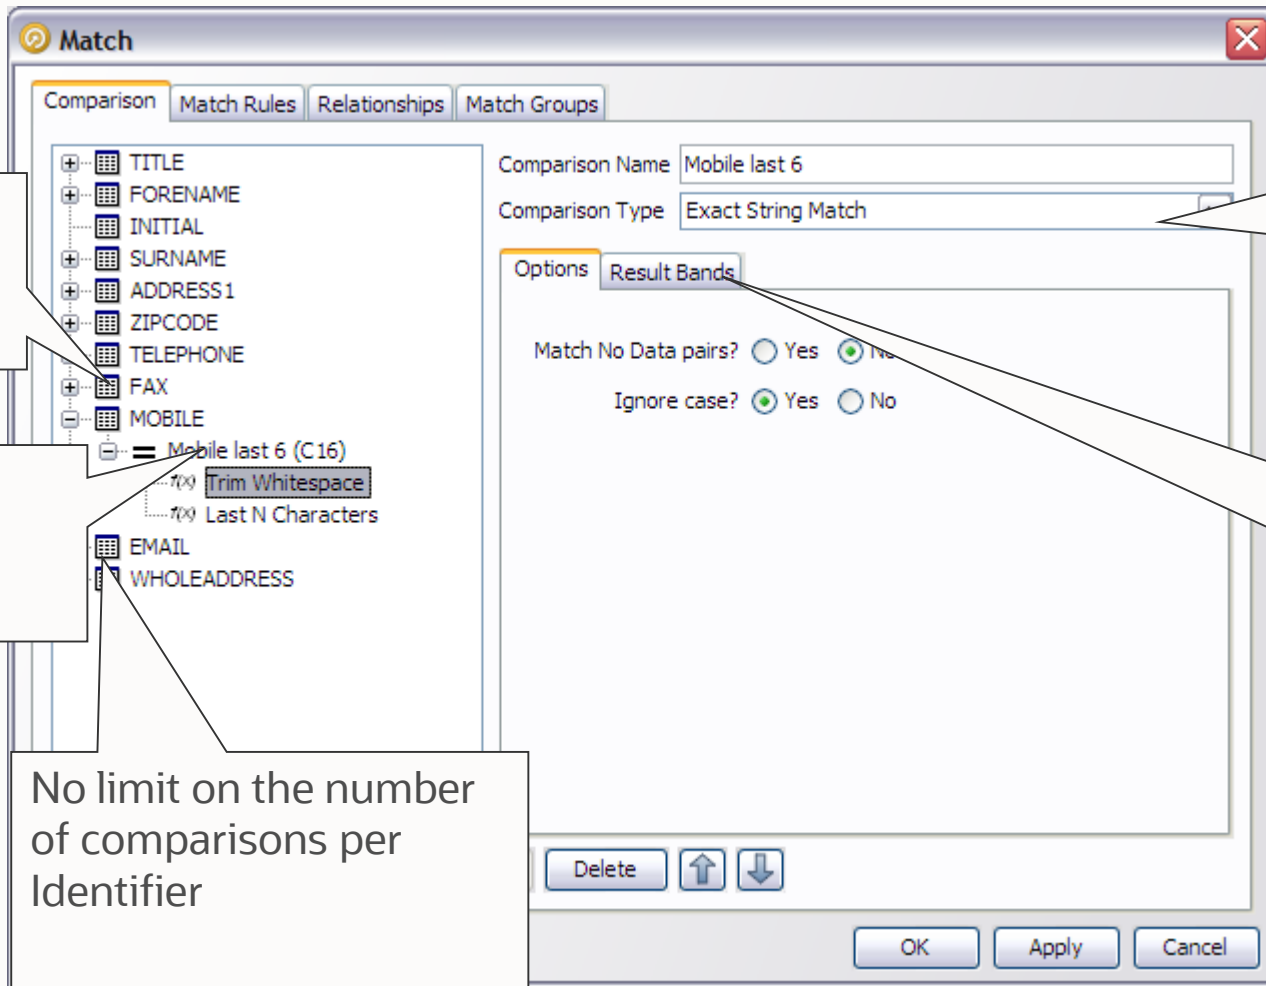 Match
Comparison Match Rules Relationships Match Groups
TITLE
FORENAME
INITIAL
SURNAME
ADDRESS1
ZIPCODE
TELEPHONE
FAX
MOBILE
Mobile last 6 (C16)
f(x) Trim Whitespace
f(x) Last N Characters
EMAIL
WHOLEADDRESS
Comparison Name Mobile last 6
Comparison Type Exact String Match
Options Result Bands
Match No Data pairs? Yes No
Ignore case? Yes No
Delete
OK Apply Cancel
No limit on the number
of comparisons per
Identifier